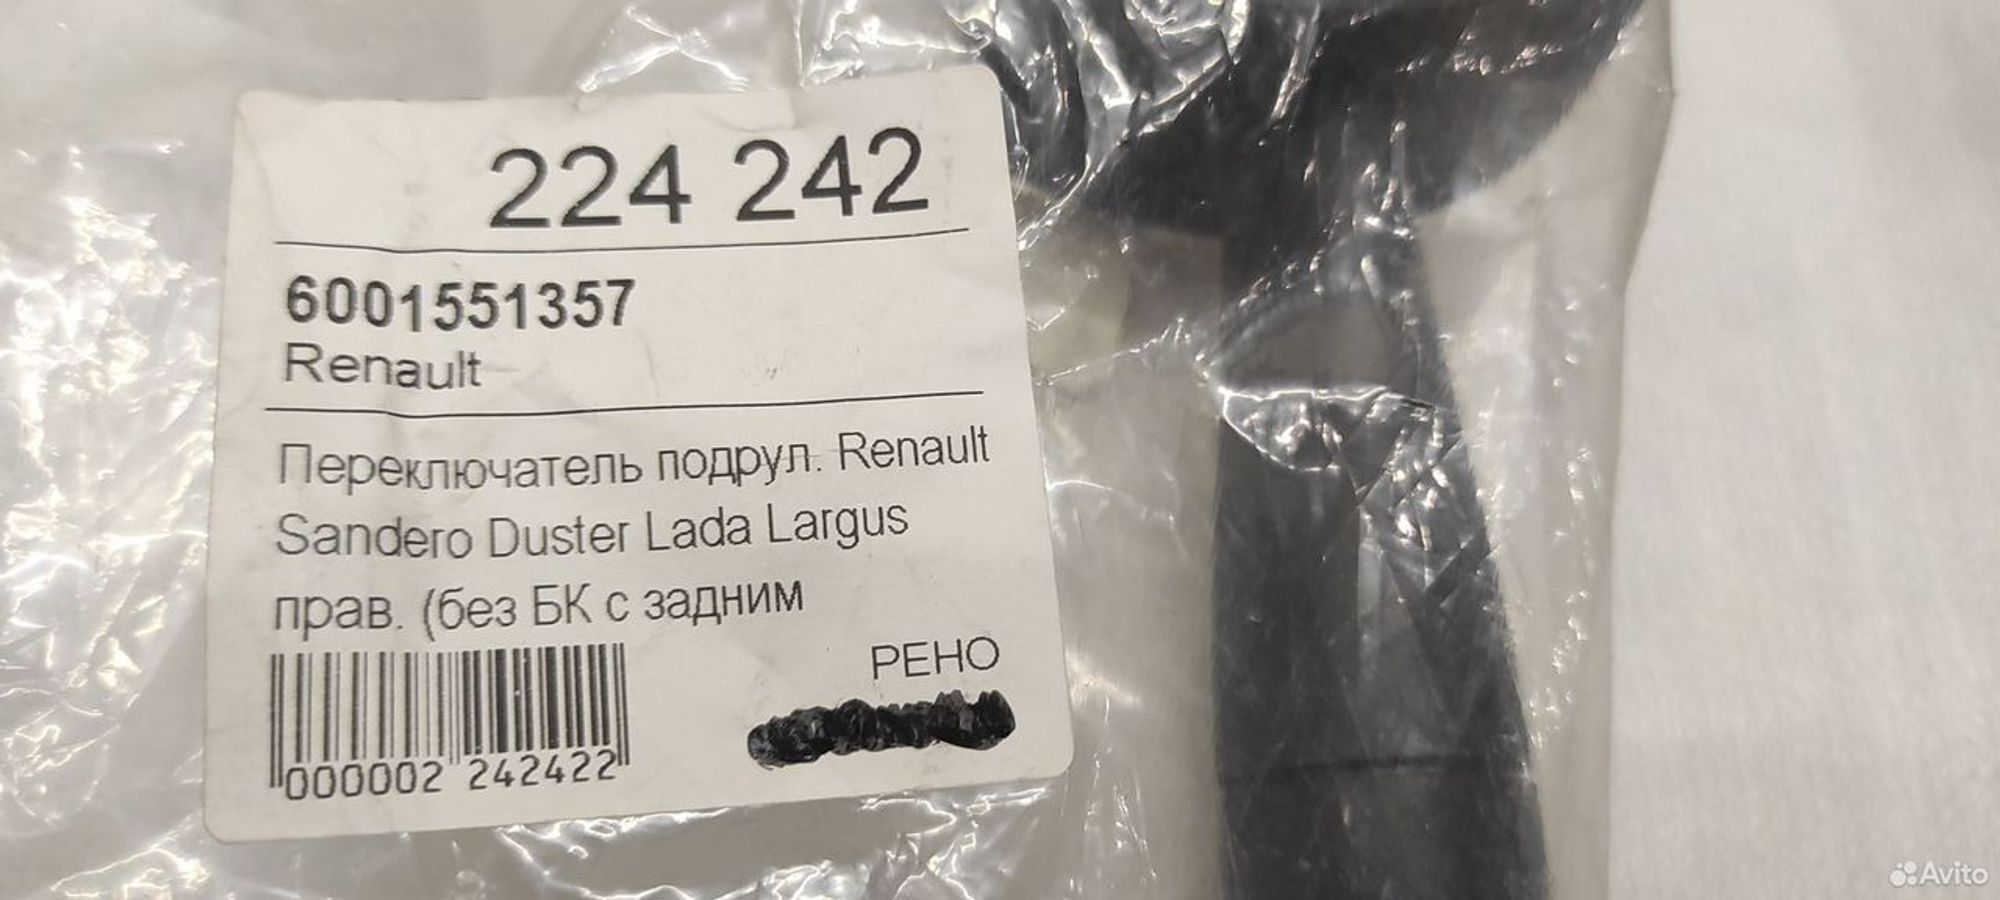 224 242
6001551357
Renault
Переключатель подрул. Renault
Sandero Duster Lada Largus
прав. (без БК с задним
РЕНО
000002 242422
Avito